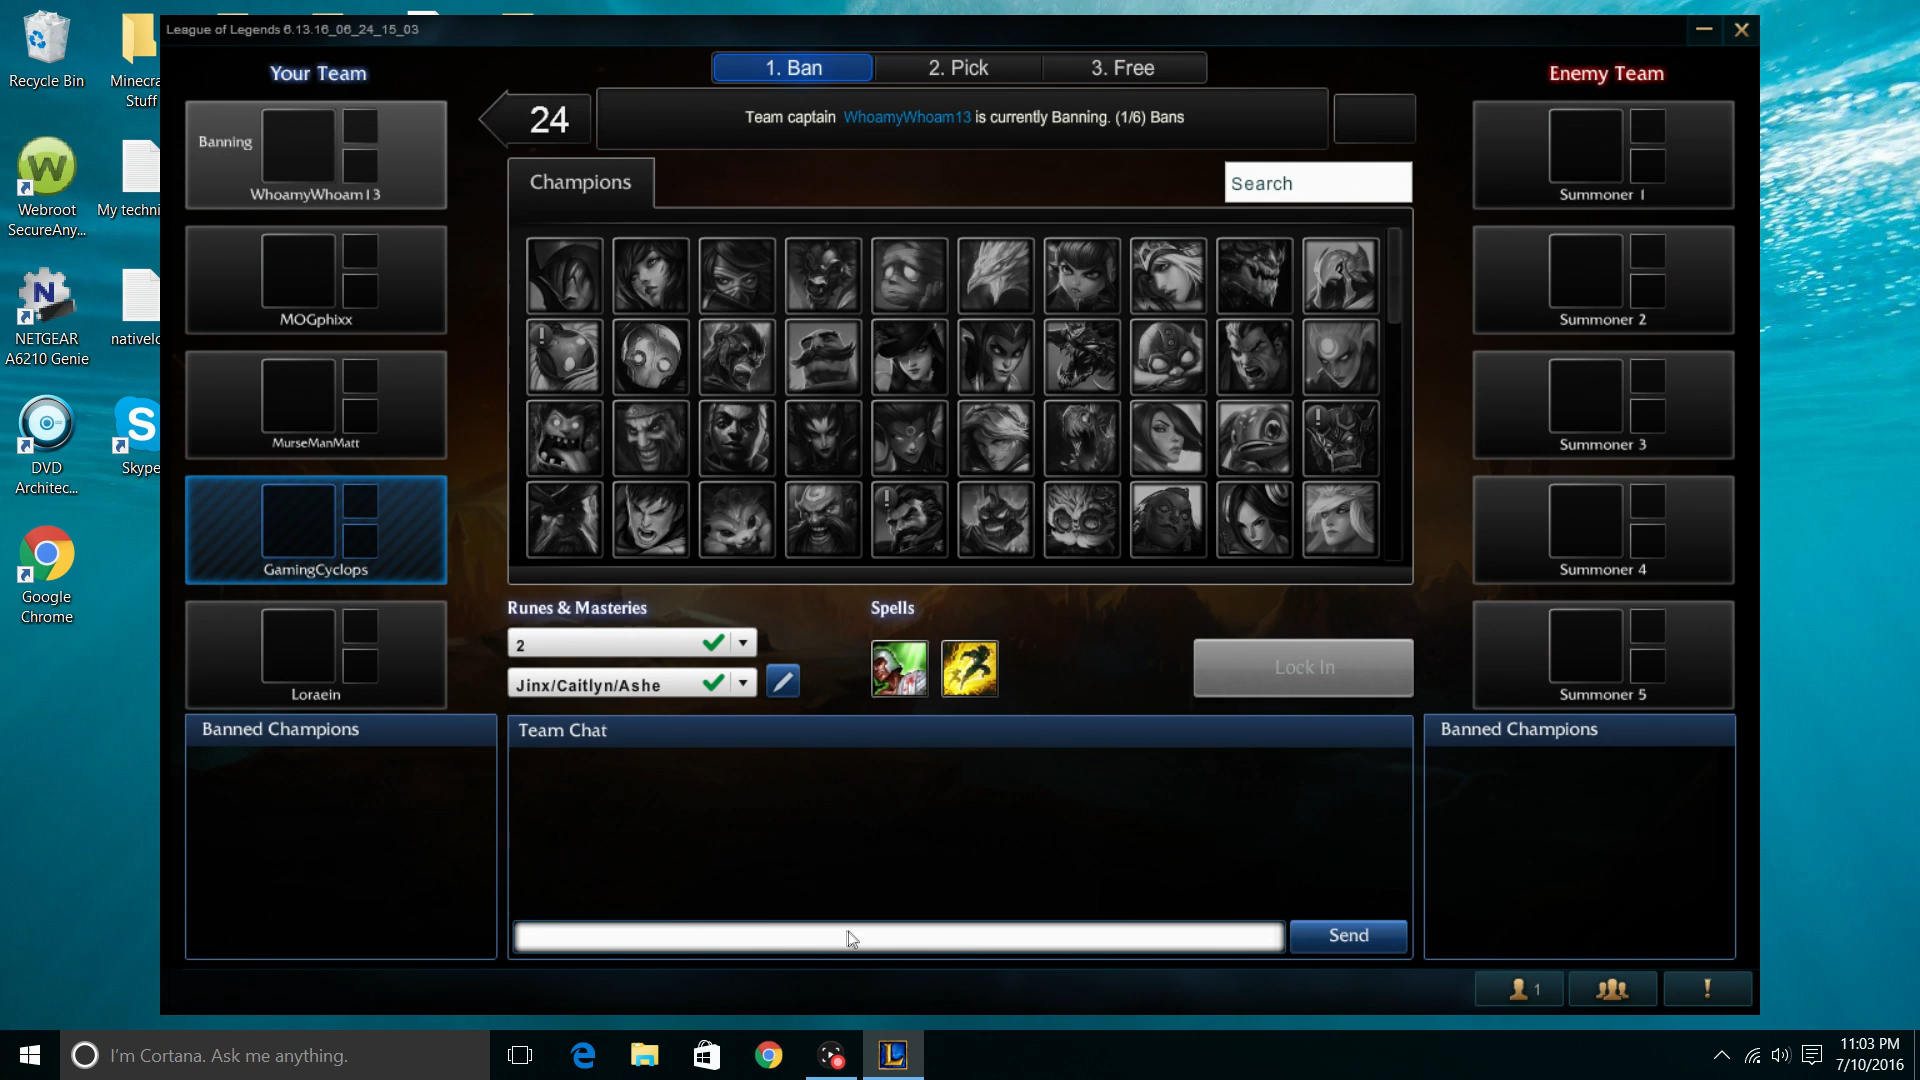 League of Legends 6.13.16_06_24_15_03
Recycle Bin
Minecra
Stuff
Webroot
SecureAny...
My techni
NETGEAR
A6210 Genie
nativelo
DVD
Architec...
Skype
Google
Chrome
Your Team
1. Ban
2. Pick
3. Free
Enemy Team
24
Team captain WhoamyWhoam13 is currently Banning. (1/6) Bans
Banning
WhoamyWhoam13
MOGphixx
MurseManMatt
GamingCyclops
Loraein
Champions
Search
Summoner 1
Summoner 2
Summoner 3
Summoner 4
Summoner 5
Runes & Masteries
2
Jinx/Caitlyn/Ashe
Spells
Lock In
Banned Champions
Team Chat
Banned Champions
Send
1
I'm Cortana. Ask me anything.
11:03 PM
7/10/2016